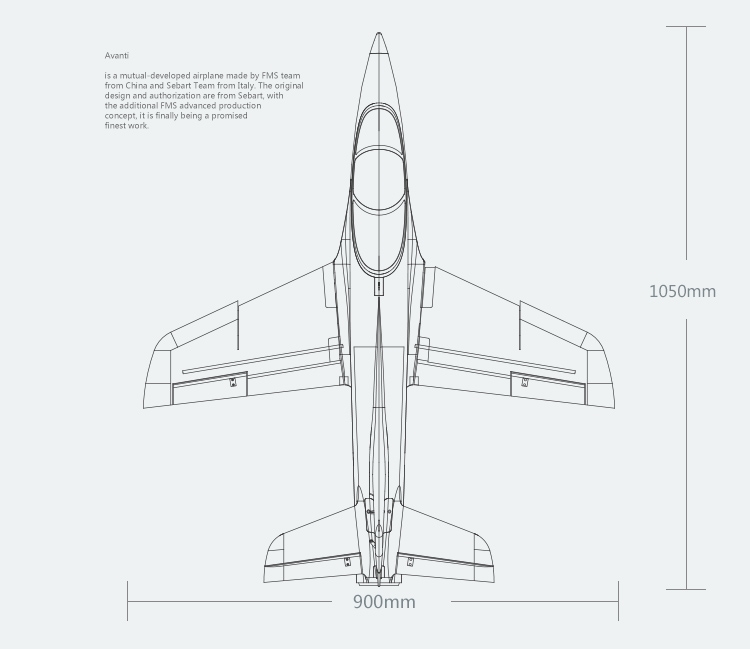 Avanti
is a mutual-developed airplane made by FMS team
from China and Sebart Team from Italy. The original
design and authorization are from Sebart, with
the additional FMS advanced production
concept, it is finally being a promised
finest work.
1050mm
900mm